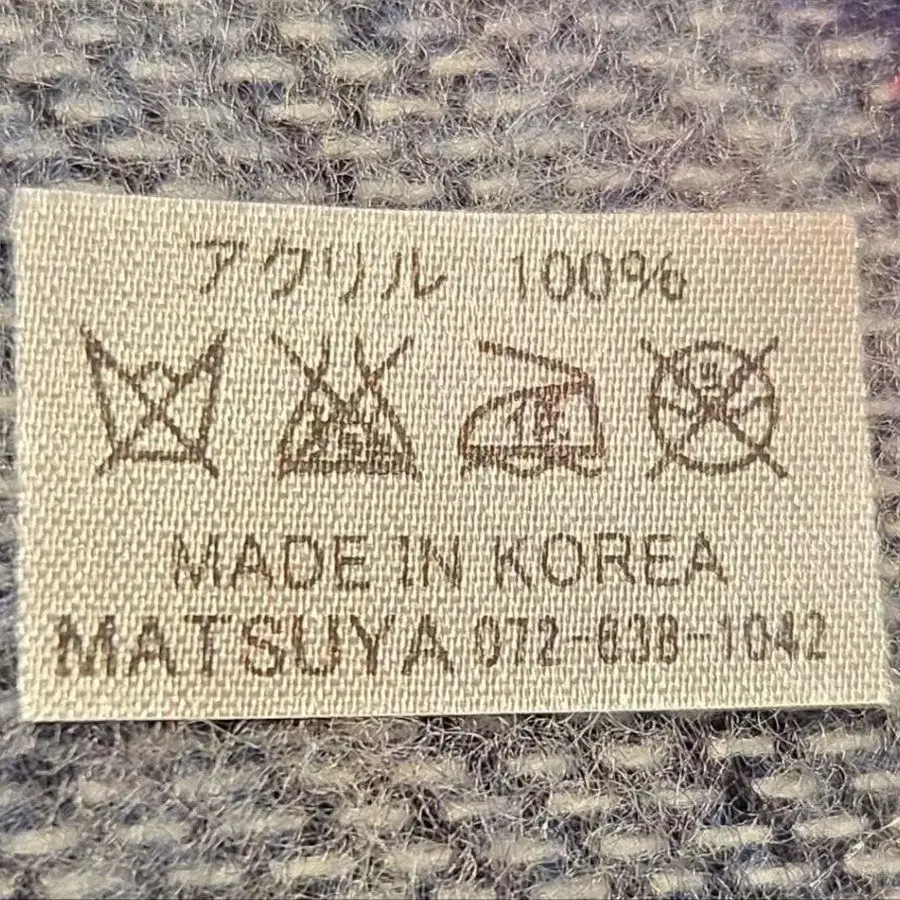 アクリル 100%
MADE IN KOREA
MATSUYA 072-838-1042